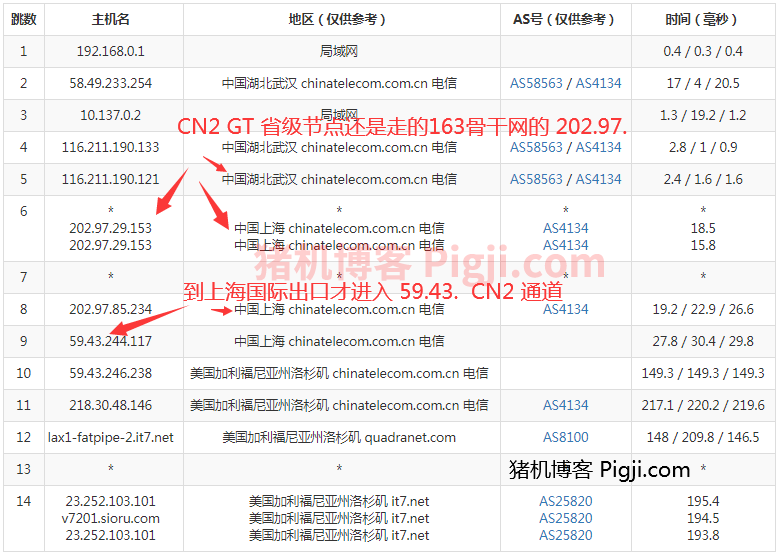 跳数 主机名 地区（仅供参考） AS号（仅供参考） 时间（毫秒）
1 192.168.0.1 局域网 0.4 / 0.3 / 0.4
2 58.49.233.254 中国湖北武汉 chinatelecom.com.cn 电信 AS58563 / AS4134 17 / 4 / 20.5
3 10.137.0.2 局域网 1.3 / 19.2 / 1.2
CN2 GT 省级节点还是走的163骨干网的 202.97.
4 116.211.190.133 中国湖北武汉 chinatelecom.com.cn 电信 AS58563 / AS4134 2.8 / 1 / 0.9
5 116.211.190.121 中国湖北武汉 chinatelecom.com.cn 电信 AS58563 / AS4134 2.4 / 1.6 / 1.6
6 * * * *
202.97.29.153 中国上海 chinatelecom.com.cn 电信 AS4134 18.5
202.97.29.153 中国上海 chinatelecom.com.cn 电信 AS4134 15.8
猪机博客 Pigji.com
7 * * * *
到上海国际出口才进入 59.43. CN2 通道
8 202.97.85.234 中国上海 chinatelecom.com.cn 电信 AS4134 19.2 / 22.9 / 26.6
9 59.43.244.117 中国上海 chinatelecom.com.cn 电信 27.8 / 30.4 / 29.8
10 59.43.246.238 美国加利福尼亚州洛杉矶 chinatelecom.com.cn 电信 149.3 / 149.3 / 149.3
11 218.30.48.146 美国加利福尼亚州洛杉矶 chinatelecom.com.cn 电信 AS4134 217.1 / 220.2 / 219.6
12 lax1-fatpipe-2.it7.net 美国加利福尼亚州洛杉矶 quadranet.com AS8100 148 / 209.8 / 146.5
13 * * *
猪机博客 Pigji.com
14 23.252.103.101 美国加利福尼亚州洛杉矶 it7.net AS25820 195.4
v7201.sioru.com 美国加利福尼亚州洛杉矶 it7.net AS25820 194.5
23.252.103.101 美国加利福尼亚州洛杉矶 it7.net AS25820 193.8